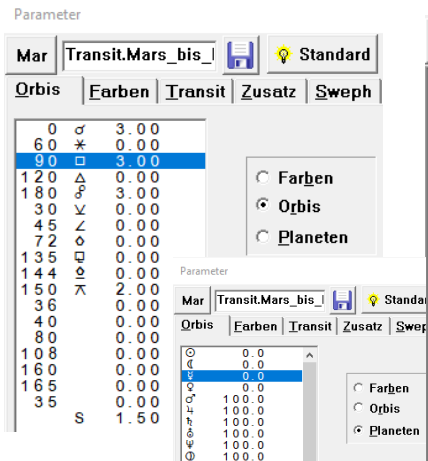 Parameter
Mar Transit.Mars_bis_ Standard
Orbis Farben Transit Zusatz Sweph
0 ☌ 3.00
60 ⚹ 0.00
90 □ 3.00
120 △ 0.00
180 ☍ 3.00
30 ⚺ 0.00
45 ∠ 0.00
72 0.00
135 ⚼ 0.00
144 0.00
150 ⚻ 2.00
36 0.00
40 0.00
80 0.00
108 0.00
160 0.00
165 0.00
35 0.00
S 1.50
Farben
Orbis
Planeten
Parameter
Mar Transit.Mars_bis_ Standa
Orbis Farben Transit Zusatz Swep
☉ 0.0
☾ 0.0
☿ 0.0
♀ 0.0
♂ 100.0
♃ 100.0
♄ 100.0
⛢ 100.0
♆ 100.0
100.0
Farben
Orbis
Planeten